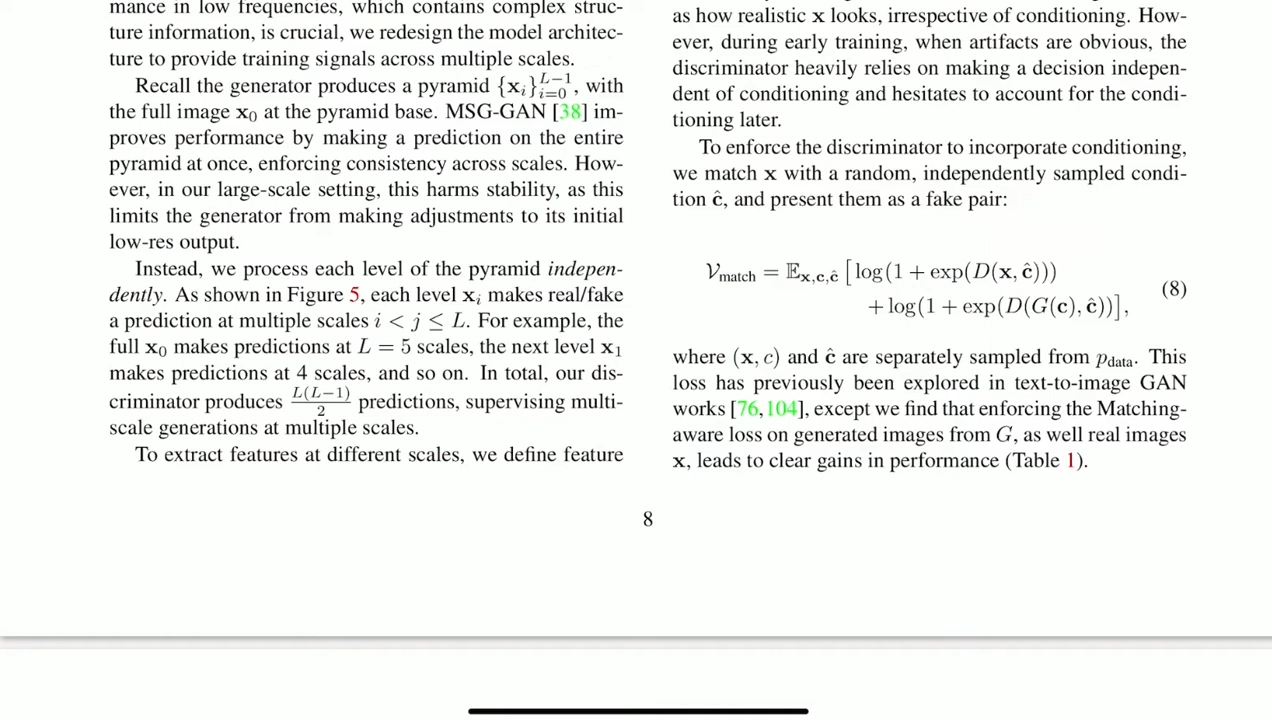 mance in low frequencies, which contains complex struc-
ture information, is crucial, we redesign the model architec-
ture to provide training signals across multiple scales.
Recall the generator produces a pyramid {x_i}_{i=0}^{L−1}, with
the full image x_0 at the pyramid base. MSG-GAN [38] im-
proves performance by making a prediction on the entire
pyramid at once, enforcing consistency across scales. How-
ever, in our large-scale setting, this harms stability, as this
limits the generator from making adjustments to its initial
low-res output.
Instead, we process each level of the pyramid indepen-
dently. As shown in Figure 5, each level x_i makes real/fake
a prediction at multiple scales i < j ≤ L. For example, the
full x_0 makes predictions at L = 5 scales, the next level x_1
makes predictions at 4 scales, and so on. In total, our dis-
criminator produces L(L−1)/2 predictions, supervising multi-
scale generations at multiple scales.
To extract features at different scales, we define feature
as how realistic x looks, irrespective of conditioning. How-
ever, during early training, when artifacts are obvious, the
discriminator heavily relies on making a decision indepen-
dent of conditioning and hesitates to account for the condi-
tioning later.
To enforce the discriminator to incorporate conditioning,
we match x with a random, independently sampled condi-
tion ĉ, and present them as a fake pair:
V_match = E_{x,c,ĉ} [log(1 + exp(D(x, ĉ)))
+ log(1 + exp(D(G(c), ĉ))],
(8)
where (x, c) and ĉ are separately sampled from p_data. This
loss has previously been explored in text-to-image GAN
works [76,104], except we find that enforcing the Matching-
aware loss on generated images from G, as well real images
x, leads to clear gains in performance (Table 1).
8